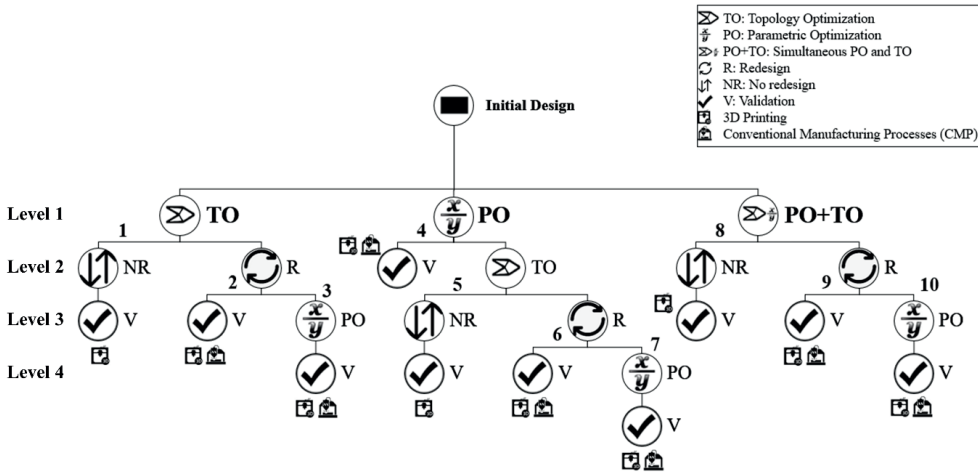 TO: Topology Optimization
PO: Parametric Optimization
PO+TO: Simultaneous PO and TO
R: Redesign
NR: No redesign
V: Validation
3D Printing
Conventional Manufacturing Processes (CMP)
Initial Design
Level 1 TO x/y PO x/y PO+TO
1 4 8
Level 2 NR R V TO NR R
2 3 5 9 10
Level 3 V V x/y PO NR R V V x/y PO
6 7
Level 4 V V V x/y PO V
V